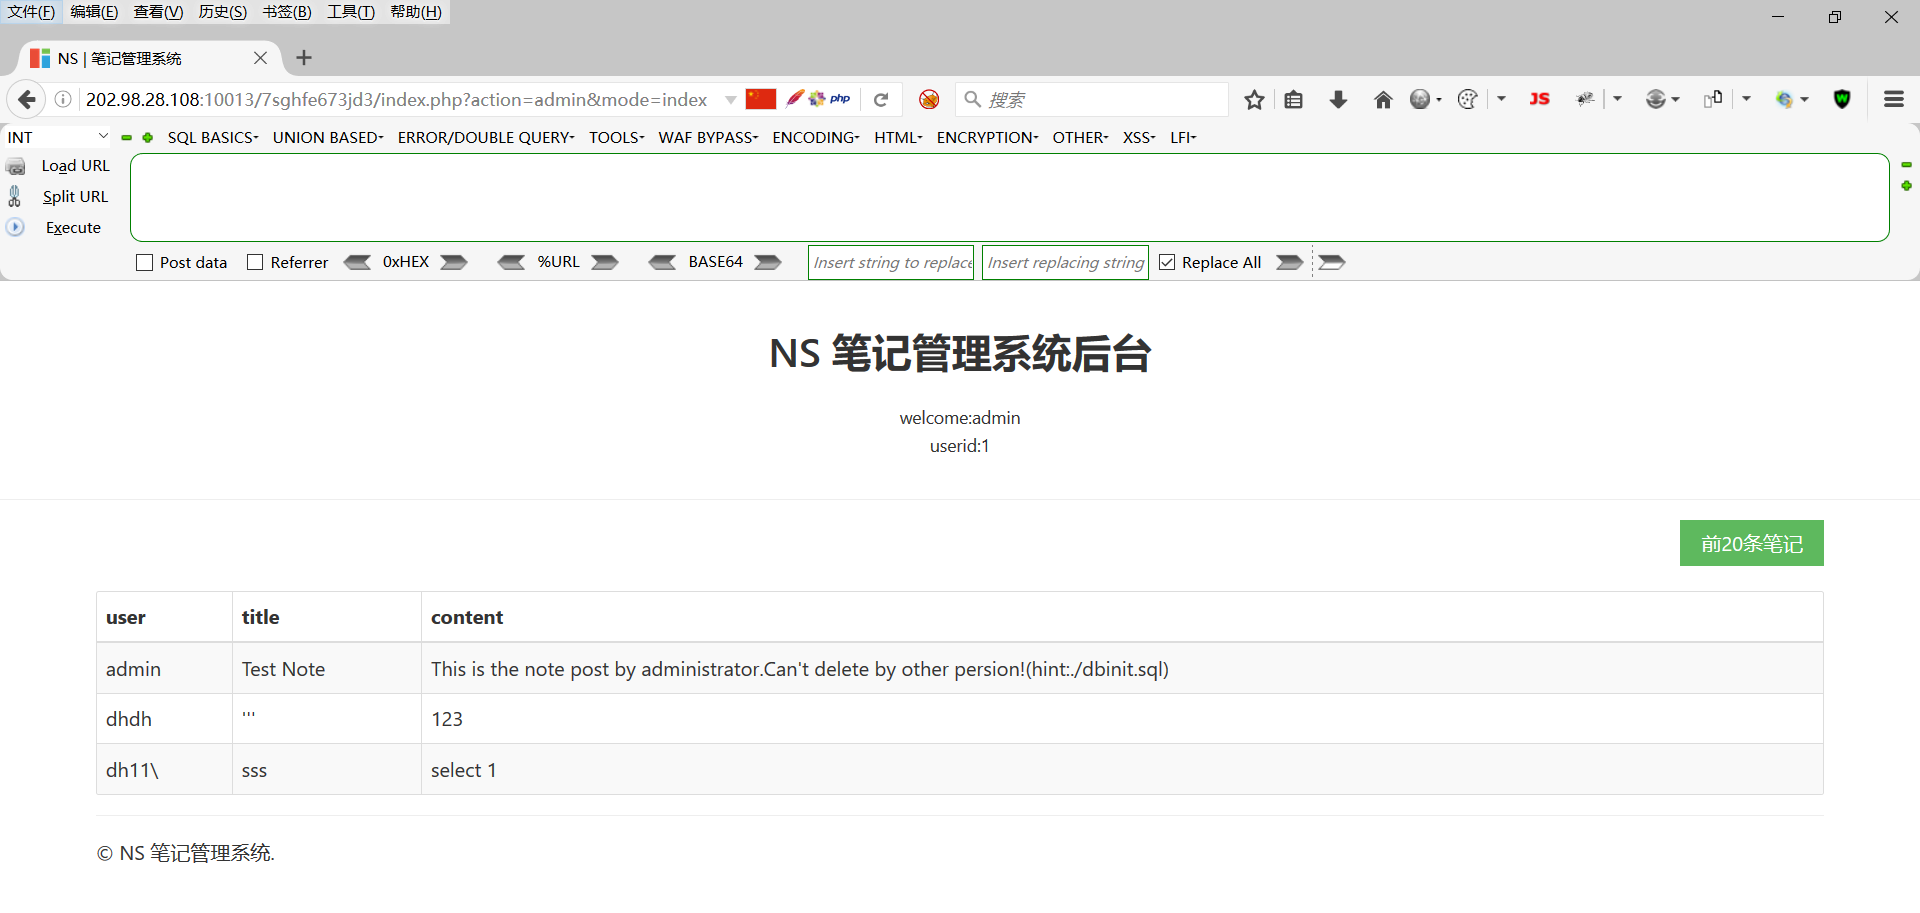 文件(F) 编辑(E) 查看(V) 历史(S) 书签(B) 工具(T) 帮助(H)
NS | 笔记管理系统
202.98.28.108:10013/7sghfe673jd3/index.php?action=admin&mode=index php 搜索 JS W
INT SQL BASICS UNION BASED ERROR/DOUBLE QUERY TOOLS WAF BYPASS ENCODING HTML ENCRYPTION OTHER XSS LFI
Load URL
Split URL
Execute
Post data Referrer 0xHEX %URL BASE64 Insert string to replace Insert replacing string Replace All
NS 笔记管理系统后台
welcome:admin
userid:1
前20条笔记
user title content
admin Test Note This is the note post by administrator.Can't delete by other persion!(hint:./dbinit.sql)
dhdh ''' 123
dh11\ sss select 1
© NS 笔记管理系统.